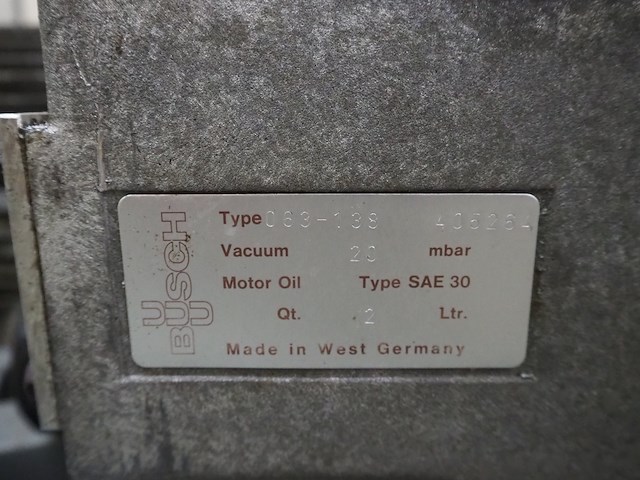 BUSCH
Type 063-138 405264
Vacuum 20 mbar
Motor Oil Type SAE 30
Qt. 2 Ltr.
Made in West Germany